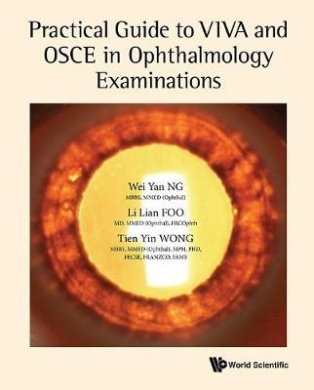 Practical Guide to VIVA and
OSCE in Ophthalmology
Examinations
Wei Yan NG
MBBS, MMED (Ophthal)
Li Lian FOO
MD, MMED (Ophthal), FRCOphth
Tien Yin WONG
MBBS, MMED (Ophthal), MPH, PHD,
FRCSE, FRANZCO, FAMS
World Scientific